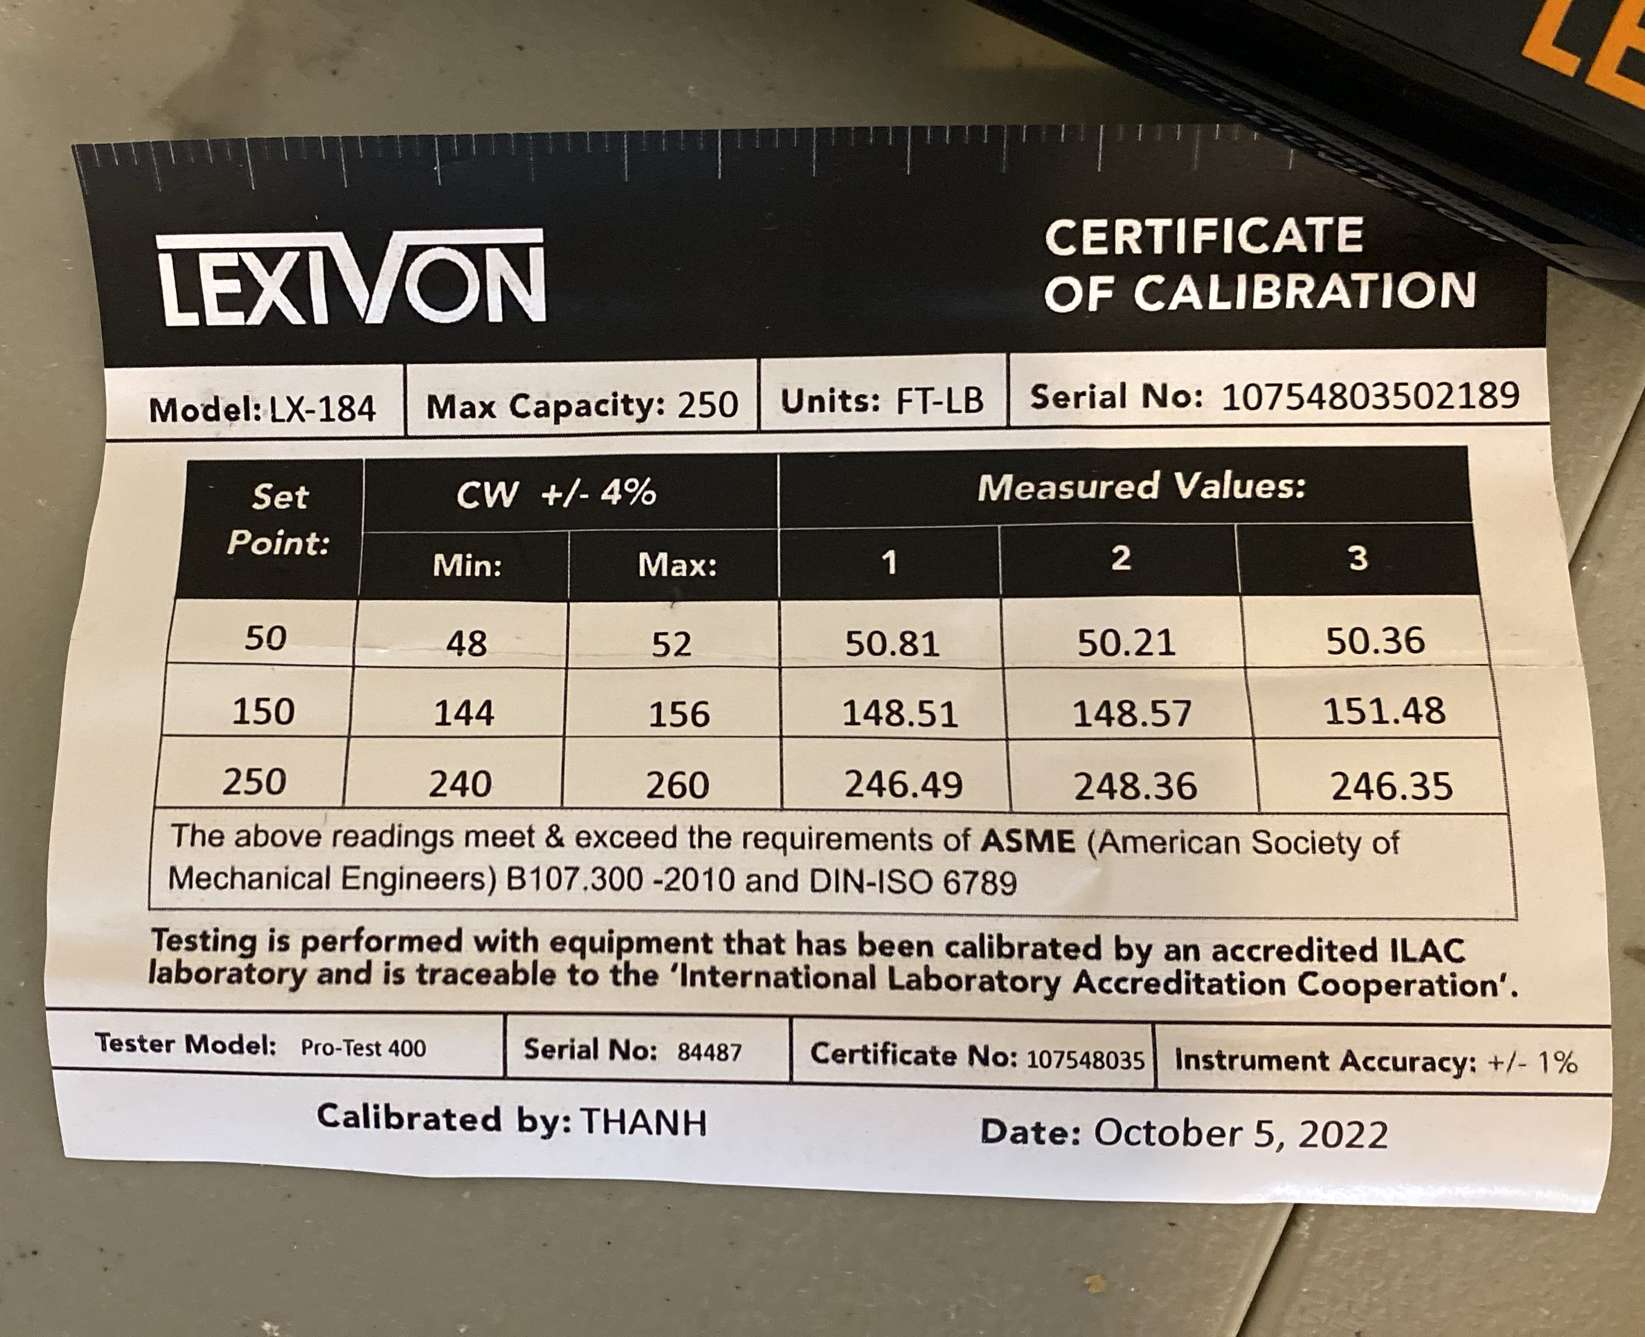 LE
LEXIVON
CERTIFICATE
OF CALIBRATION
Model: LX-184 Max Capacity: 250 Units: FT-LB Serial No: 10754803502189
Set Point: CW +/- 4% Measured Values:
Min: Max: 1 2 3
50 48 52 50.81 50.21 50.36
150 144 156 148.51 148.57 151.48
250 240 260 246.49 248.36 246.35
The above readings meet & exceed the requirements of ASME (American Society of
Mechanical Engineers) B107.300 -2010 and DIN-ISO 6789
Testing is performed with equipment that has been calibrated by an accredited ILAC
laboratory and is traceable to the 'International Laboratory Accreditation Cooperation'.
Tester Model: Pro-Test 400 Serial No: 84487 Certificate No: 107548035 Instrument Accuracy: +/- 1%
Calibrated by: THANH Date: October 5, 2022